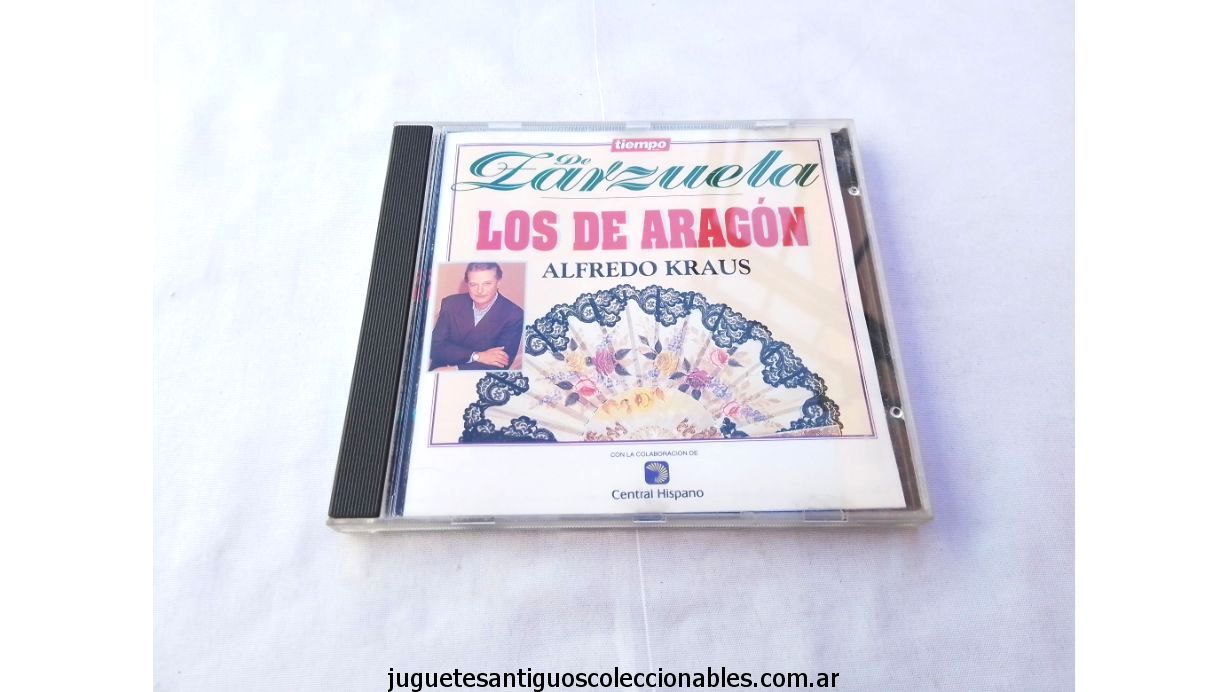 tiempo
De
Zarzuela
LOS DE ARAGÓN
ALFREDO KRAUS
CON LA COLABORACION DE
Central Hispano
juguetesantiguoscoleccionables.com.ar